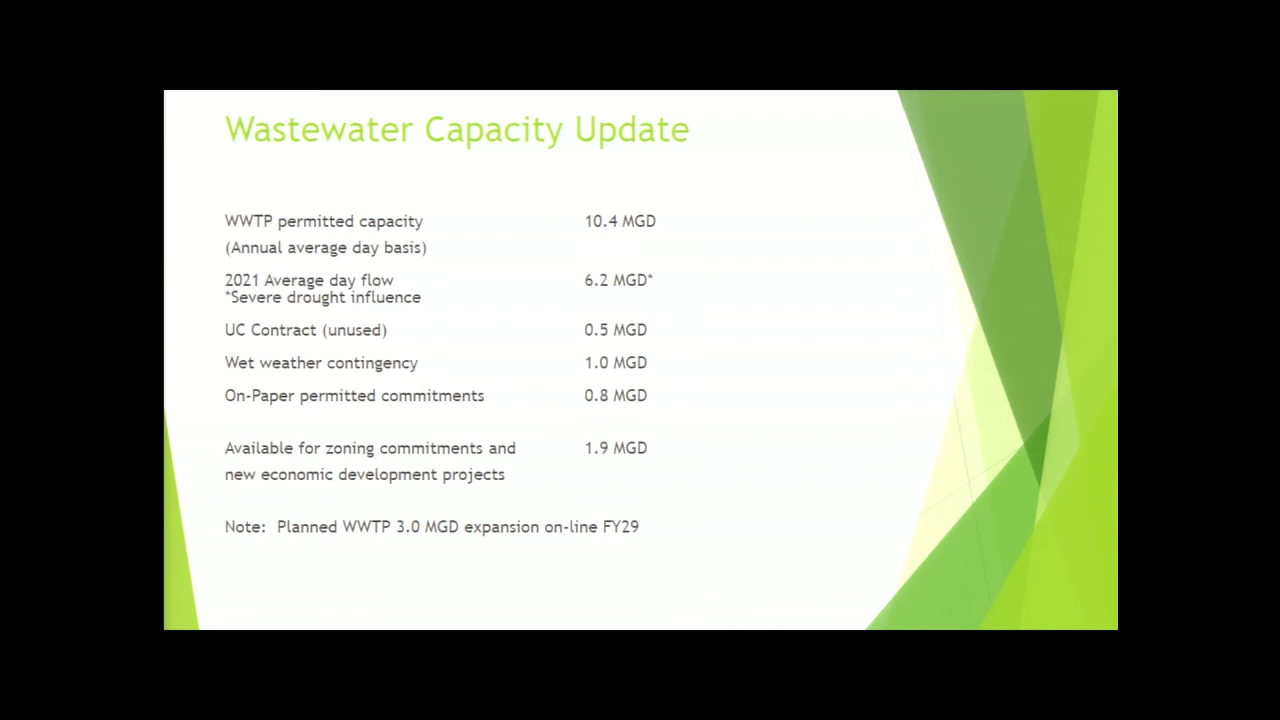 Wastewater Capacity Update
WWTP permitted capacity 10.4 MGD
(Annual average day basis)
2021 Average day flow 6.2 MGD*
*Severe drought influence
UC Contract (unused) 0.5 MGD
Wet weather contingency 1.0 MGD
On-Paper permitted commitments 0.8 MGD
Available for zoning commitments and 1.9 MGD
new economic development projects
Note: Planned WWTP 3.0 MGD expansion on-line FY29